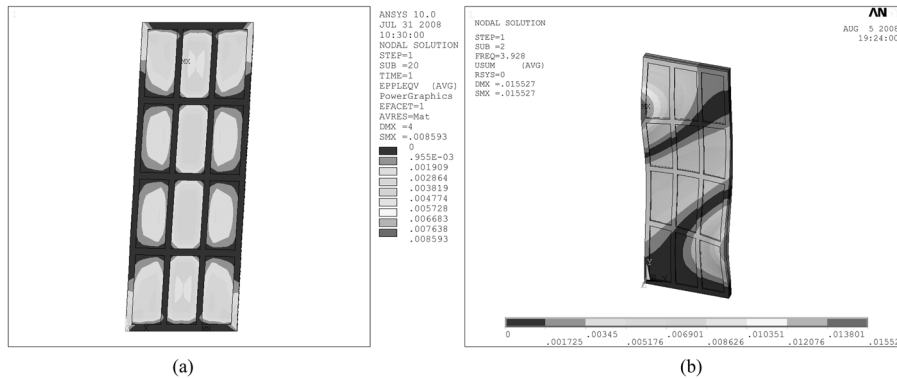 ANSYS 10.0
JUL 31 2008
10:30:00
NODAL SOLUTION
STEP=1
SUB =20
TIME=1
EPPLEQV (AVG)
PowerGraphics
EFACET=1
AVRES=Mat
DMX =4
SMX =.008593
0
.955E-03
.001909
.002864
.003819
.004774
.005728
.006683
.007638
.008593
MX
(a)
1
NODAL SOLUTION
STEP=1
SUB =2
FREQ=3.928
USUM (AVG)
RSYS=0
DMX =.015527
SMX =.015527
AN
AUG 5 2008
19:24:00
MX
Y
0 .00345 .006901 .010351 .013801
.001725 .005176 .008626 .012076 .0155
(b)